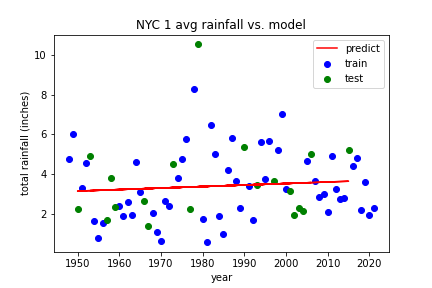 NYC 1 avg rainfall vs. model
predict
train
test
total rainfall (inches)
10
8
6
4
2
1950 1960 1970 1980 1990 2000 2010 2020
year